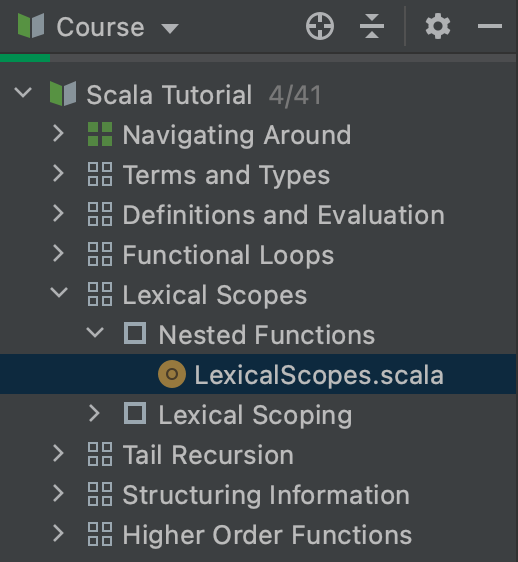 Course
Scala Tutorial 4/41
Navigating Around
Terms and Types
Definitions and Evaluation
Functional Loops
Lexical Scopes
Nested Functions
LexicalScopes.scala
Lexical Scoping
Tail Recursion
Structuring Information
Higher Order Functions